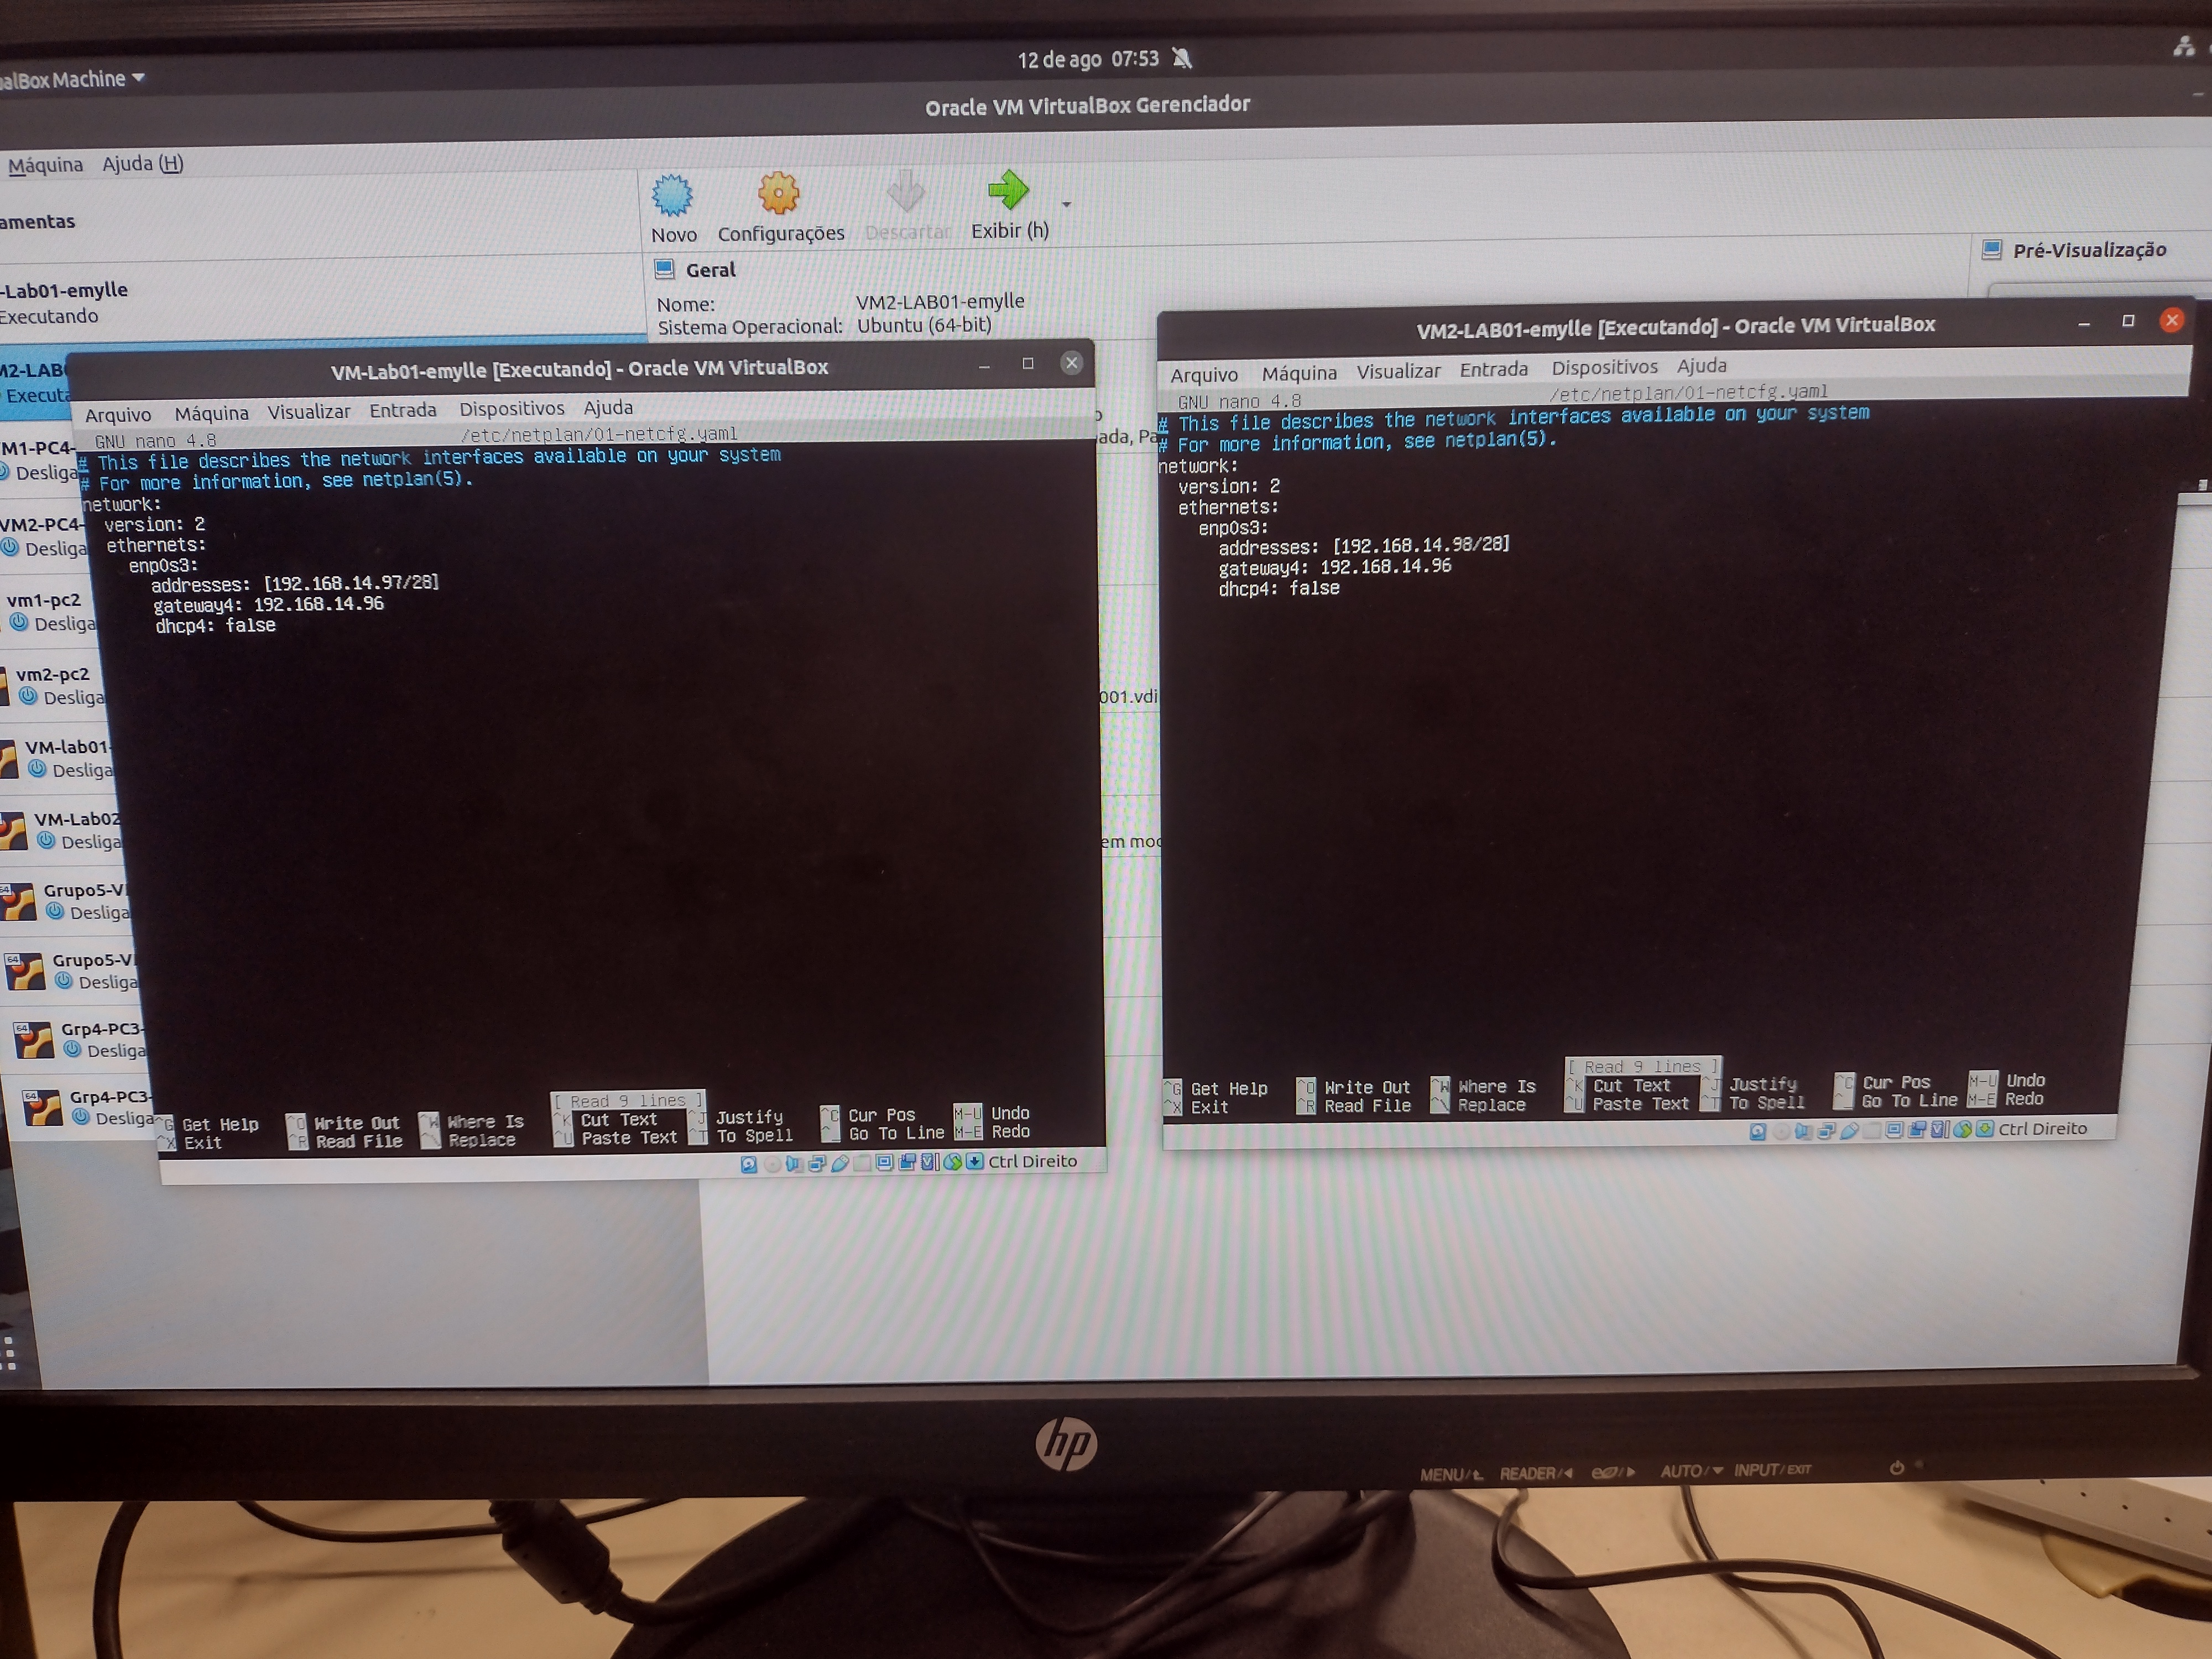 alBox Machine
12 de ago 07:53
Oracle VM VirtualBox Gerenciador
Máquina Ajuda (H)
amentas
Novo Configurações Descartar Exibir (h)
-Lab01-emylle
Executando
Geral
Nome: VM2-LAB01-emylle
Sistema Operacional: Ubuntu (64-bit)
Pré-Visualização
M2-LAB
Execut
M1-PC4-
Desliga
VM2-PC4-
Desliga
vm1-pc2
Desliga
vm2-pc2
Desliga
VM-lab01-
Desliga
VM-Lab02
Desliga
64
Grupo5-V
Desliga
64
Grupo5-V
Desliga
64
Grp4-PC3-
Desliga
64
Grp4-PC3-
Desliga
ada, Pa
001.vdi
em mod
VM-Lab01-emylle [Executando] - Oracle VM VirtualBox
Arquivo Máquina Visualizar Entrada Dispositivos Ajuda
GNU nano 4.8 /etc/netplan/01-netcfg.yaml
# This file describes the network interfaces available on your system
# For more information, see netplan(5).
network:
version: 2
ethernets:
enp0s3:
addresses: [192.168.14.97/28]
gateway4: 192.168.14.96
dhcp4: false
[ Read 9 lines ]
^G Get Help ^O Write Out ^W Where Is ^K Cut Text ^J Justify ^C Cur Pos M-U Undo
^X Exit ^R Read File ^\ Replace ^U Paste Text ^T To Spell ^_ Go To Line M-E Redo
Ctrl Direito
VM2-LAB01-emylle [Executando] - Oracle VM VirtualBox
Arquivo Máquina Visualizar Entrada Dispositivos Ajuda
GNU nano 4.8 /etc/netplan/01-netcfg.yaml
# This file describes the network interfaces available on your system
# For more information, see netplan(5).
network:
version: 2
ethernets:
enp0s3:
addresses: [192.168.14.98/28]
gateway4: 192.168.14.96
dhcp4: false
[ Read 9 lines ]
^G Get Help ^O Write Out ^W Where Is ^K Cut Text ^J Justify ^C Cur Pos M-U Undo
^X Exit ^R Read File ^\ Replace ^U Paste Text ^T To Spell ^_ Go To Line M-E Redo
Ctrl Direito
hp
MENU/ READER/ AUTO/ INPUT/EXIT